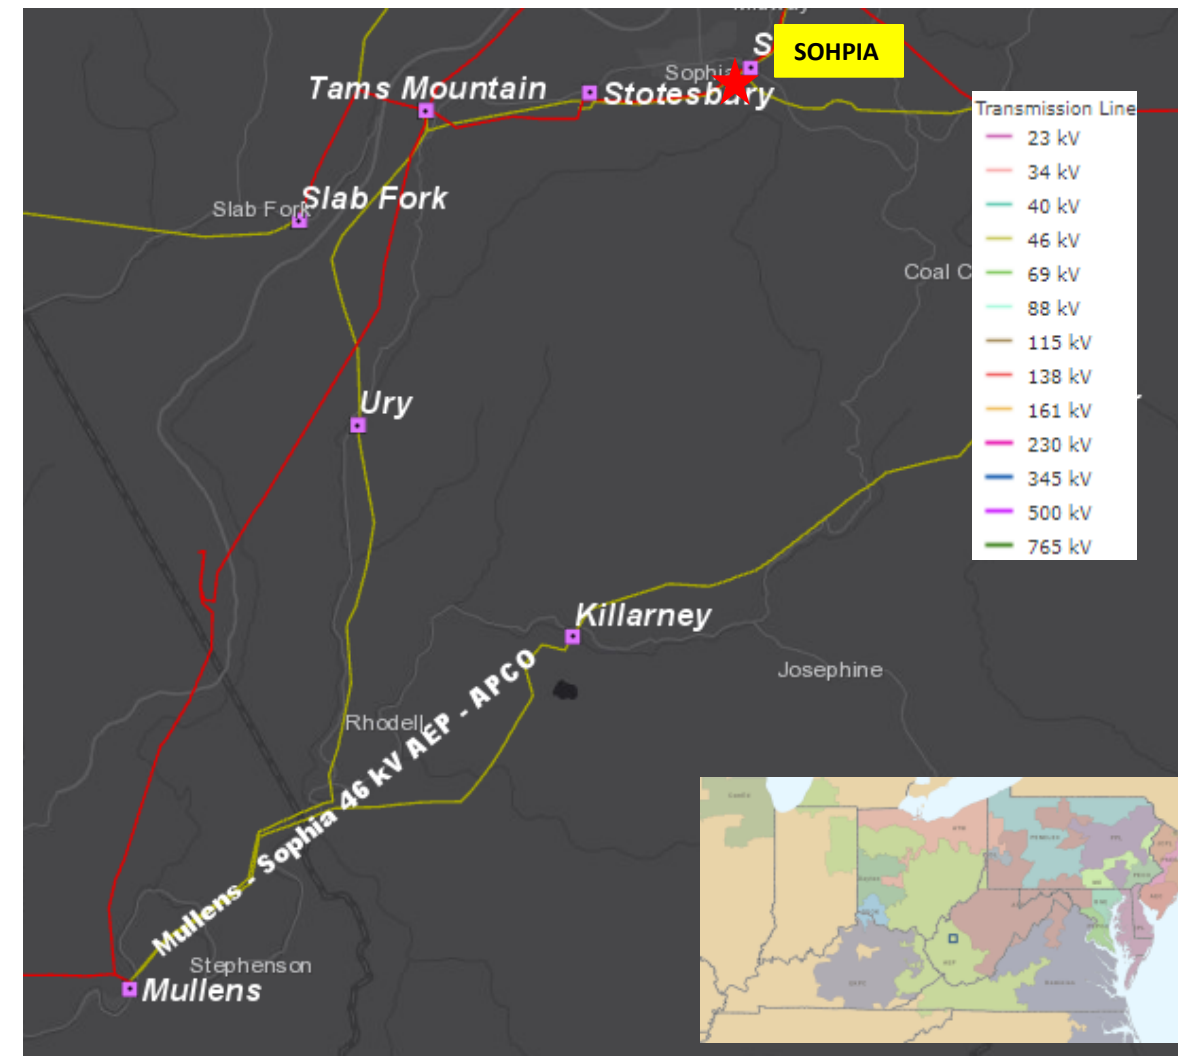 Midway
S
SOHPIA
Sophia
Tams Mountain
Stotesbury
Transmission Line
23 kV
34 kV
40 kV
46 kV
69 kV
88 kV
115 kV
138 kV
161 kV
230 kV
345 kV
500 kV
765 kV
Slab Fork
Slab Fork
Coal C
Ury
Killarney
Josephine
Rhodell
Mullens - Sophia 46 kV AEP - APCO
Stephenson
Mullens
AEP